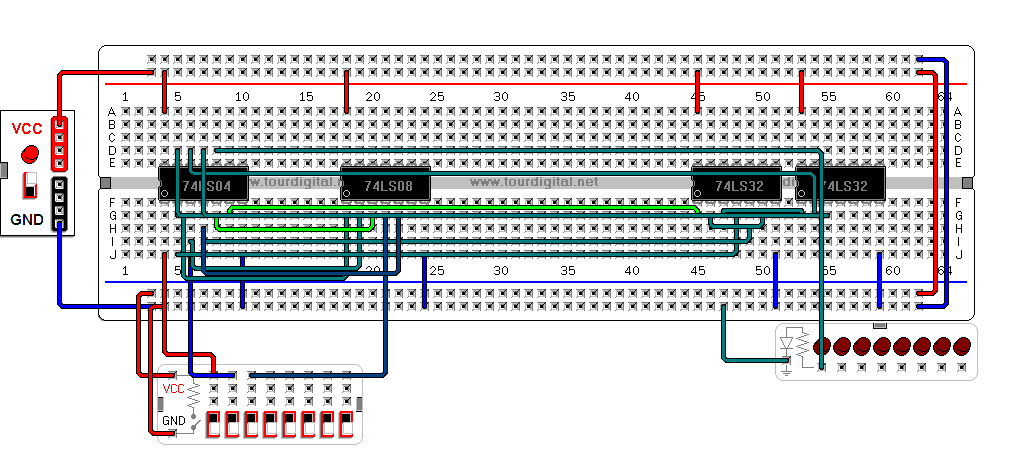 1 5 10 15 20 25 30 35 40 45 50 55 60 64
A A
B B
VCC
C C
D D
E E
74LS04 www.tourdigital.net 74LS08 www.tourdigital.net 74LS32 74LS32
GND
F F
G G
H H
I I
J J
1 5 20 25 30 35 40 45 50 55 60 64
VCC
GND